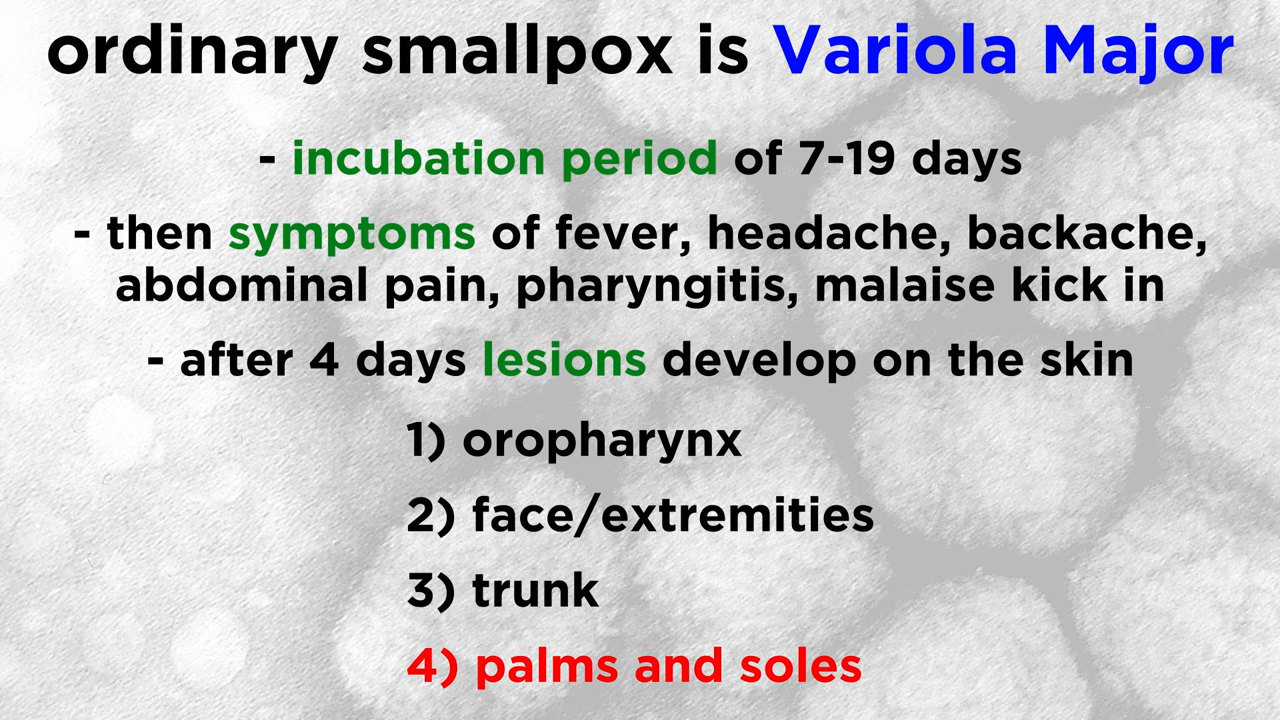 ordinary smallpox is Variola Major
- incubation period of 7-19 days
- then symptoms of fever, headache, backache,
abdominal pain, pharyngitis, malaise kick in
- after 4 days lesions develop on the skin
1) oropharynx
2) face/extremities
3) trunk
4) palms and soles